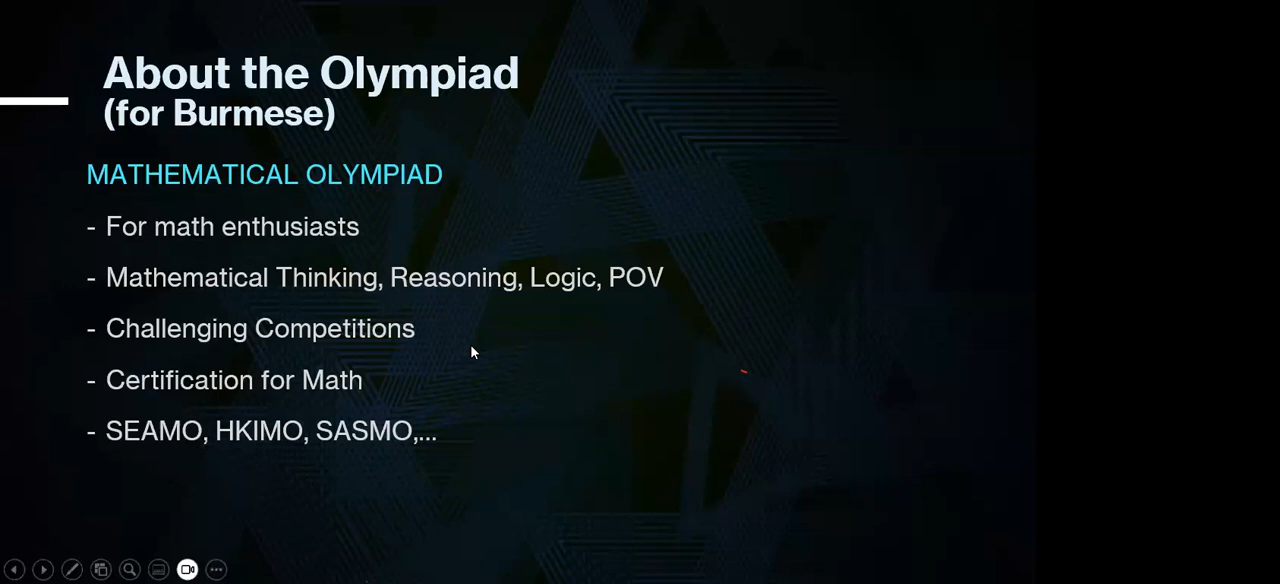 About the Olympiad
(for Burmese)
MATHEMATICAL OLYMPIAD
- For math enthusiasts
- Mathematical Thinking, Reasoning, Logic, POV
- Challenging Competitions
- Certification for Math
- SEAMO, HKIMO, SASMO,...